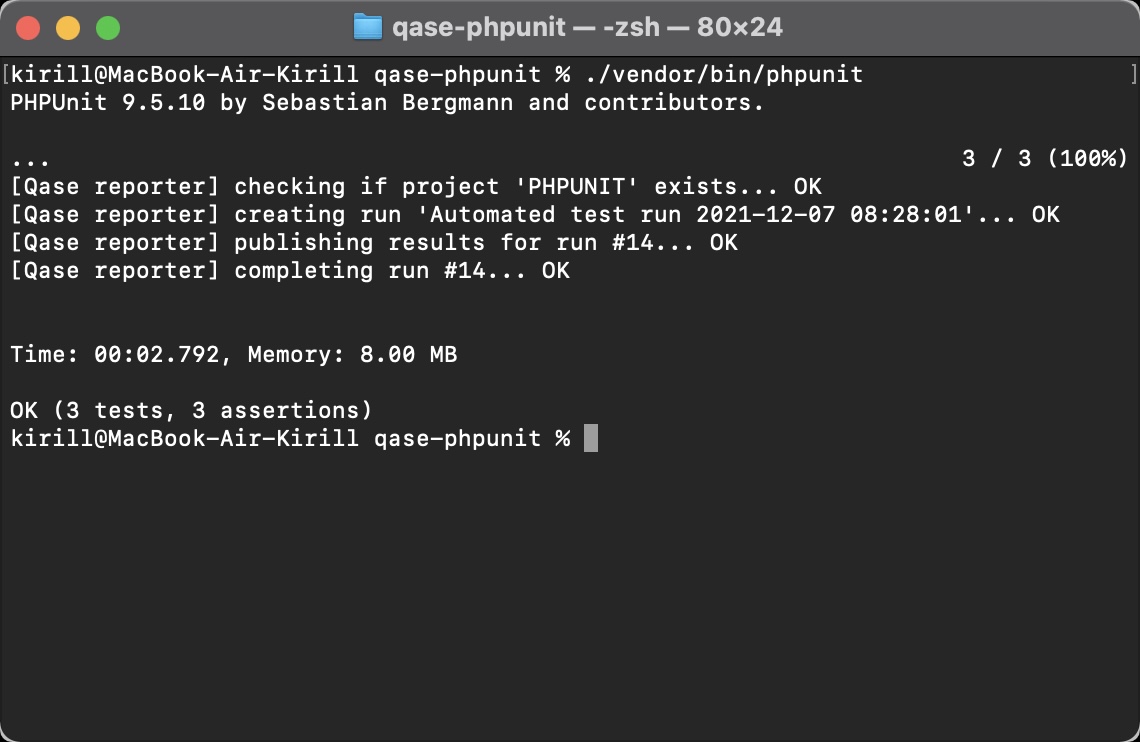 qase-phpunit — -zsh — 80×24
[kirill@MacBook-Air-Kirill qase-phpunit % ./vendor/bin/phpunit ]
PHPUnit 9.5.10 by Sebastian Bergmann and contributors.
... 3 / 3 (100%)
[Qase reporter] checking if project 'PHPUNIT' exists... OK
[Qase reporter] creating run 'Automated test run 2021-12-07 08:28:01'... OK
[Qase reporter] publishing results for run #14... OK
[Qase reporter] completing run #14... OK
Time: 00:02.792, Memory: 8.00 MB
OK (3 tests, 3 assertions)
kirill@MacBook-Air-Kirill qase-phpunit %